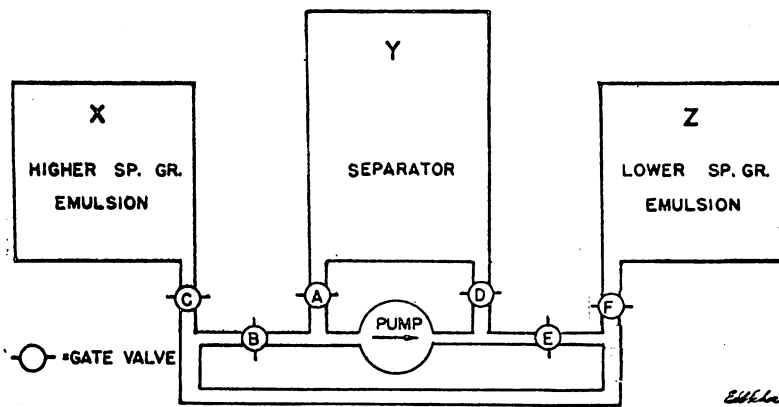 Y
X
Z
HIGHER SP. GR.
EMULSION
SEPARATOR
LOWER SP. GR.
EMULSION
C
A
D
F
PUMP
B
E
=GATE VALVE